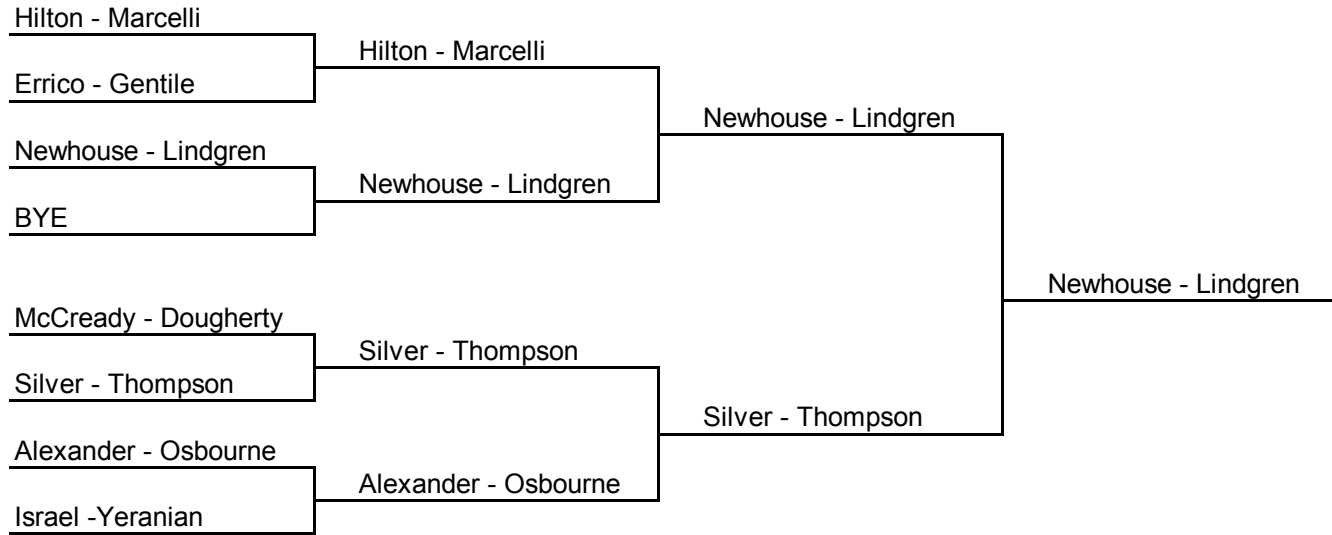 Hilton - Marcelli
Errico - Gentile
Newhouse - Lindgren
BYE
McCready - Dougherty
Silver - Thompson
Alexander - Osbourne
Israel -Yeranian
Hilton - Marcelli
Newhouse - Lindgren
Silver - Thompson
Alexander - Osbourne
Newhouse - Lindgren
Silver - Thompson
Newhouse - Lindgren